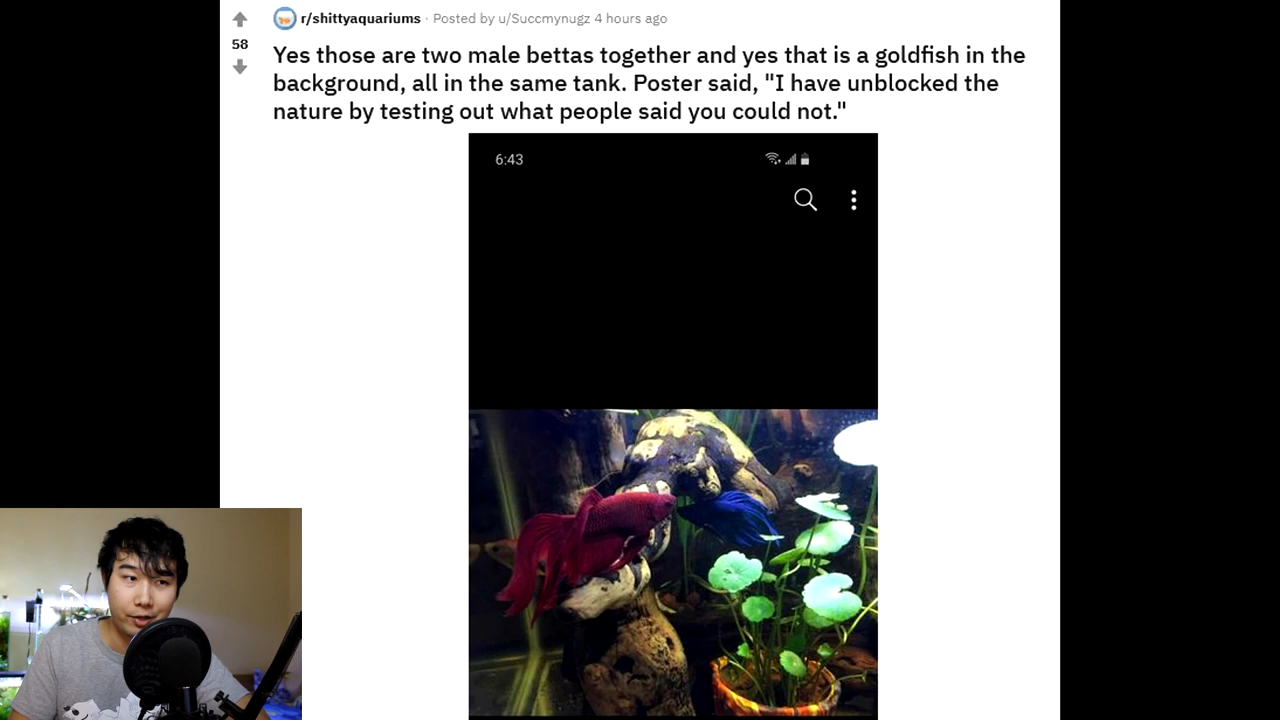 r/shittyaquariums · Posted by u/Succmynugz 4 hours ago
58
Yes those are two male bettas together and yes that is a goldfish in the
background, all in the same tank. Poster said, "I have unblocked the
nature by testing out what people said you could not."
6:43